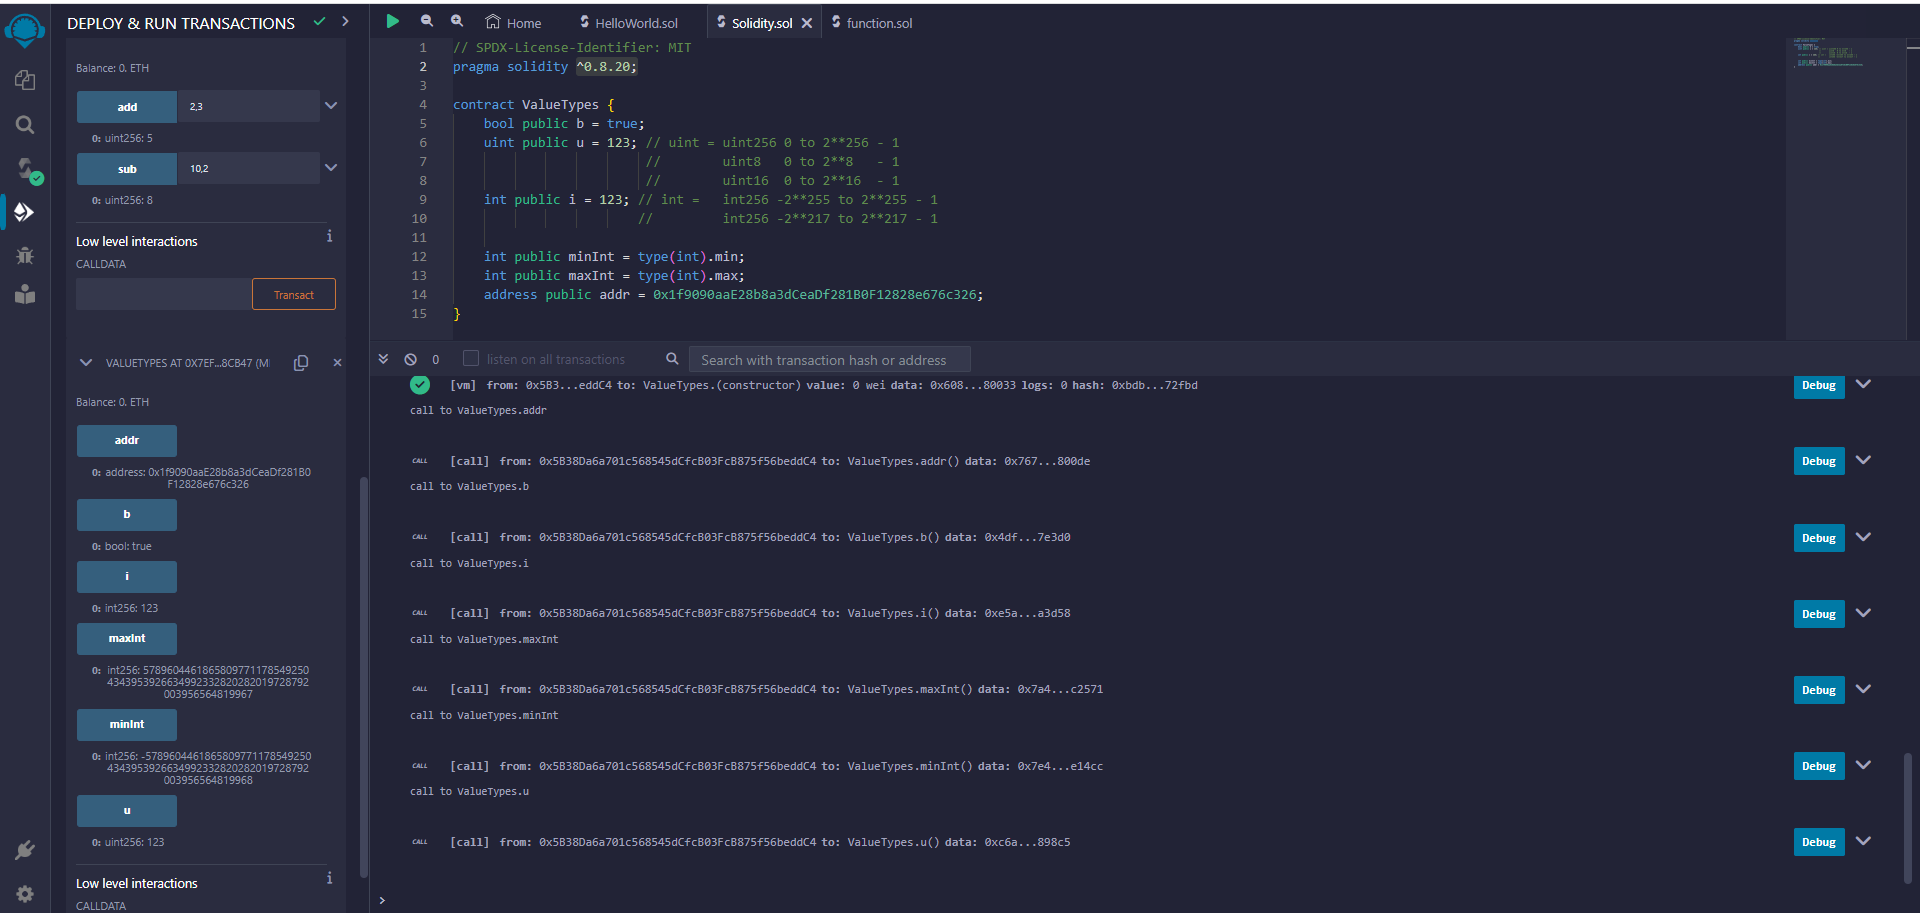 DEPLOY & RUN TRANSACTIONS
Balance: 0. ETH
add 2,3
0: uint256: 5
sub 10,2
0: uint256: 8
Low level interactions i
CALLDATA
Transact
VALUETYPES AT 0X7EF...8CB47 (M
Balance: 0. ETH
addr
0: address: 0x1f9090aaE28b8a3dCeaDf281B0
F12828e676c326
b
0: bool: true
i
0: int256: 123
maxInt
0: int256: 5789604461865809771178549250
4343953926634992332820282019728792
003956564819967
minInt
0: int256: -5789604461865809771178549250
4343953926634992332820282019728792
003956564819968
u
0: uint256: 123
Low level interactions i
CALLDATA
Home HelloWorld.sol Solidity.sol function.sol
1 // SPDX-License-Identifier: MIT
2 pragma solidity ^0.8.20;
3
4 contract ValueTypes {
5 bool public b = true;
6 uint public u = 123; // uint = uint256 0 to 2**256 - 1
7 // uint8 0 to 2**8 - 1
8 // uint16 0 to 2**16 - 1
9 int public i = 123; // int = int256 -2**255 to 2**255 - 1
10 // int256 -2**217 to 2**217 - 1
11
12 int public minInt = type(int).min;
13 int public maxInt = type(int).max;
14 address public addr = 0x1f9090aaE28b8a3dCeaDf281B0F12828e676c326;
15 }
0 listen on all transactions Search with transaction hash or address
[vm] from: 0x5B3...eddC4 to: ValueTypes.(constructor) value: 0 wei data: 0x608...80033 logs: 0 hash: 0xbdb...72fbd Debug
call to ValueTypes.addr
CALL [call] from: 0x5B38Da6a701c568545dCfcB03FcB875f56beddC4 to: ValueTypes.addr() data: 0x767...800de Debug
call to ValueTypes.b
CALL [call] from: 0x5B38Da6a701c568545dCfcB03FcB875f56beddC4 to: ValueTypes.b() data: 0x4df...7e3d0 Debug
call to ValueTypes.i
CALL [call] from: 0x5B38Da6a701c568545dCfcB03FcB875f56beddC4 to: ValueTypes.i() data: 0xe5a...a3d58 Debug
call to ValueTypes.maxInt
CALL [call] from: 0x5B38Da6a701c568545dCfcB03FcB875f56beddC4 to: ValueTypes.maxInt() data: 0x7a4...c2571 Debug
call to ValueTypes.minInt
CALL [call] from: 0x5B38Da6a701c568545dCfcB03FcB875f56beddC4 to: ValueTypes.minInt() data: 0x7e4...e14cc Debug
call to ValueTypes.u
CALL [call] from: 0x5B38Da6a701c568545dCfcB03FcB875f56beddC4 to: ValueTypes.u() data: 0xc6a...898c5 Debug
>